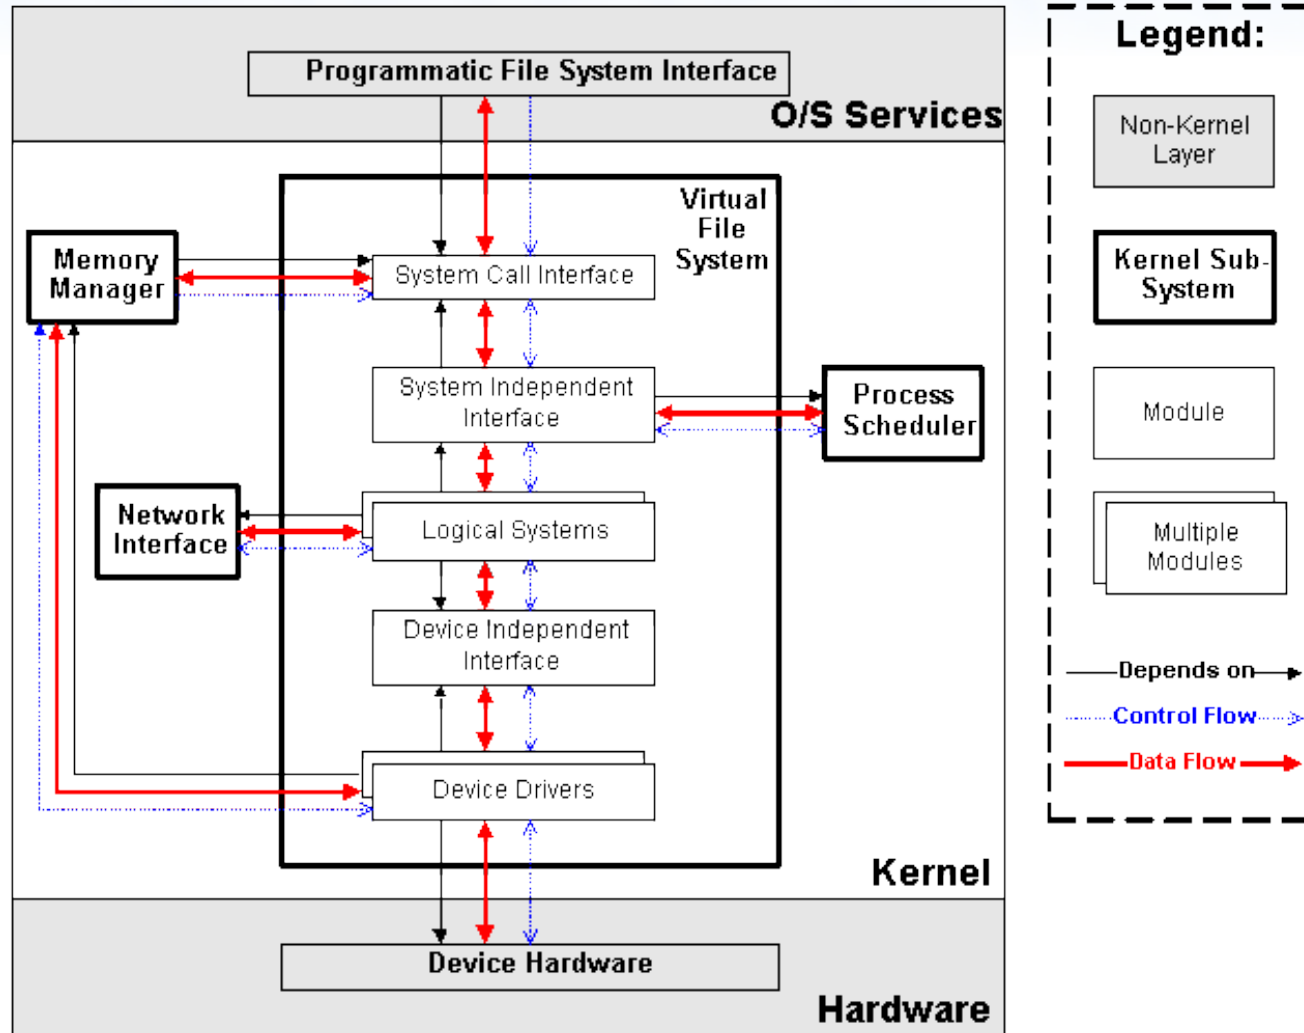 Programmatic File System Interface
O/S Services
Virtual
File
System
Memory
Manager
System Call Interface
System Independent
Interface
Process
Scheduler
Network
Interface
Logical Systems
Device Independent
Interface
Device Drivers
Kernel
Device Hardware
Hardware
Legend:
Non-Kernel
Layer
Kernel Sub-
System
Module
Multiple
Modules
Depends on
Control Flow
Data Flow